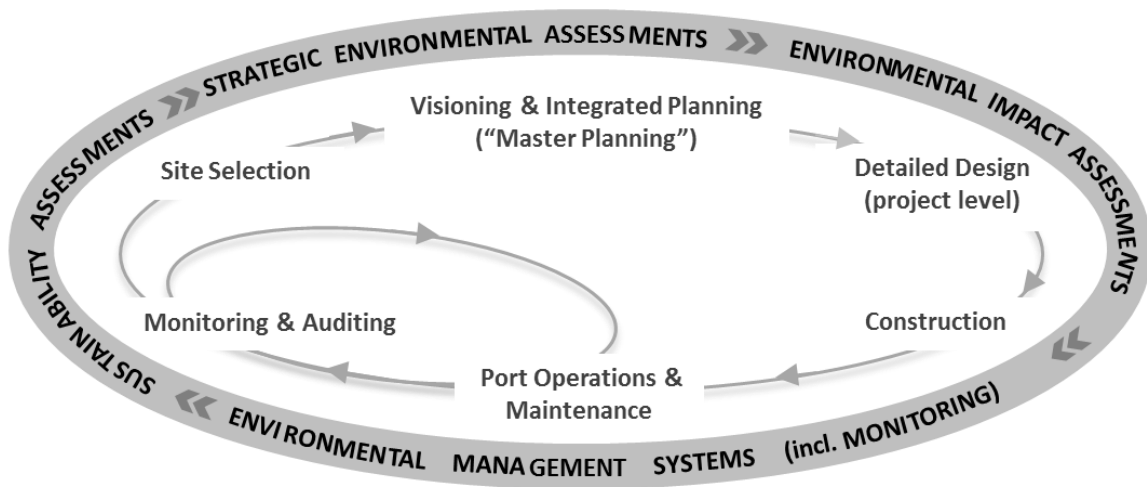 STRATEGIC ENVIRONMENTAL ASSESSMENTS
ENVIRONMENTAL IMPACT ASSESSMENTS
Visioning & Integrated Planning
(“Master Planning”)
Site Selection
Detailed Design
(project level)
Monitoring & Auditing
Construction
Port Operations &
Maintenance
ENVIRONMENTAL MANAGEMENT SYSTEMS (incl. MONITORING)
SUSTAINABILITY ASSESSMENTS